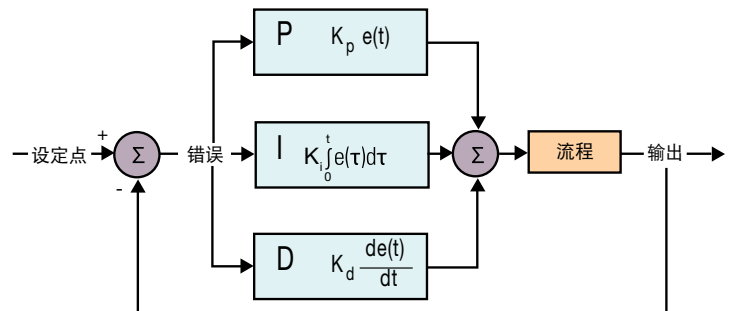 P K_p e(t)
+
设定点 Σ 错误 I K_i ∫_0^t e(τ)dτ Σ 流程 输出
-
D K_d de(t)/dt